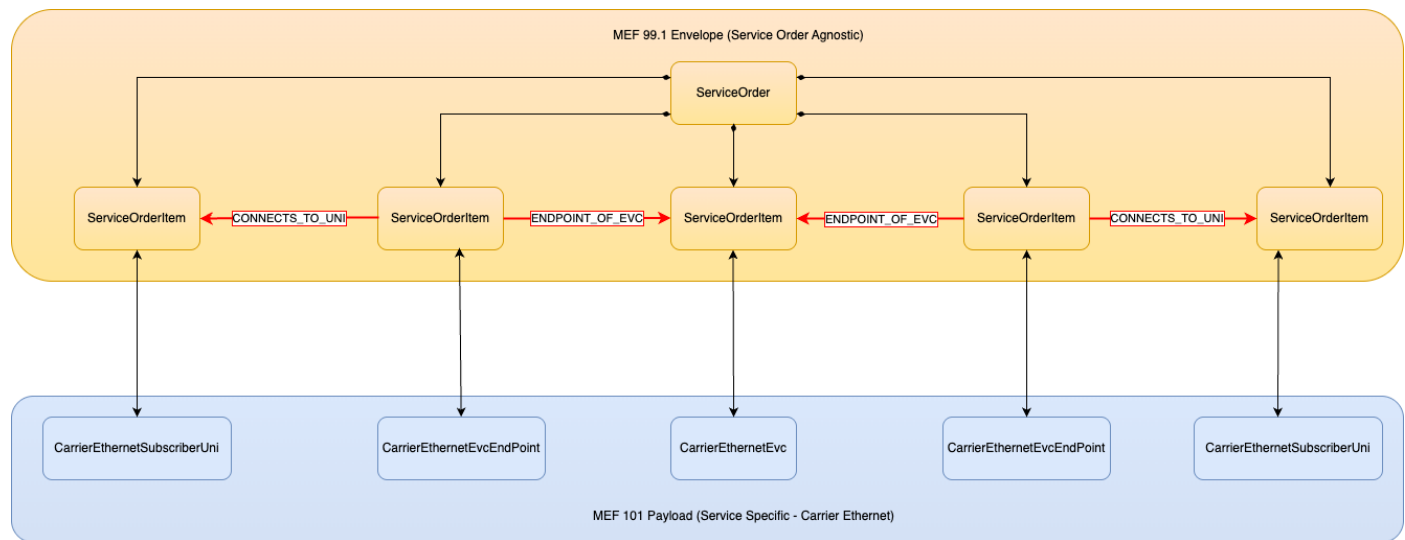 MEF 99.1 Envelope (Service Order Agnostic)
ServiceOrder
ServiceOrderItem
CONNECTS_TO_UNI
ServiceOrderItem
ENDPOINT_OF_EVC
ServiceOrderItem
ENDPOINT_OF_EVC
ServiceOrderItem
CONNECTS_TO_UNI
ServiceOrderItem
CarrierEthernetSubscriberUni
CarrierEthernetEvcEndPoint
CarrierEthernetEvc
CarrierEthernetEvcEndPoint
CarrierEthernetSubscriberUni
MEF 101 Payload (Service Specific - Carrier Ethernet)